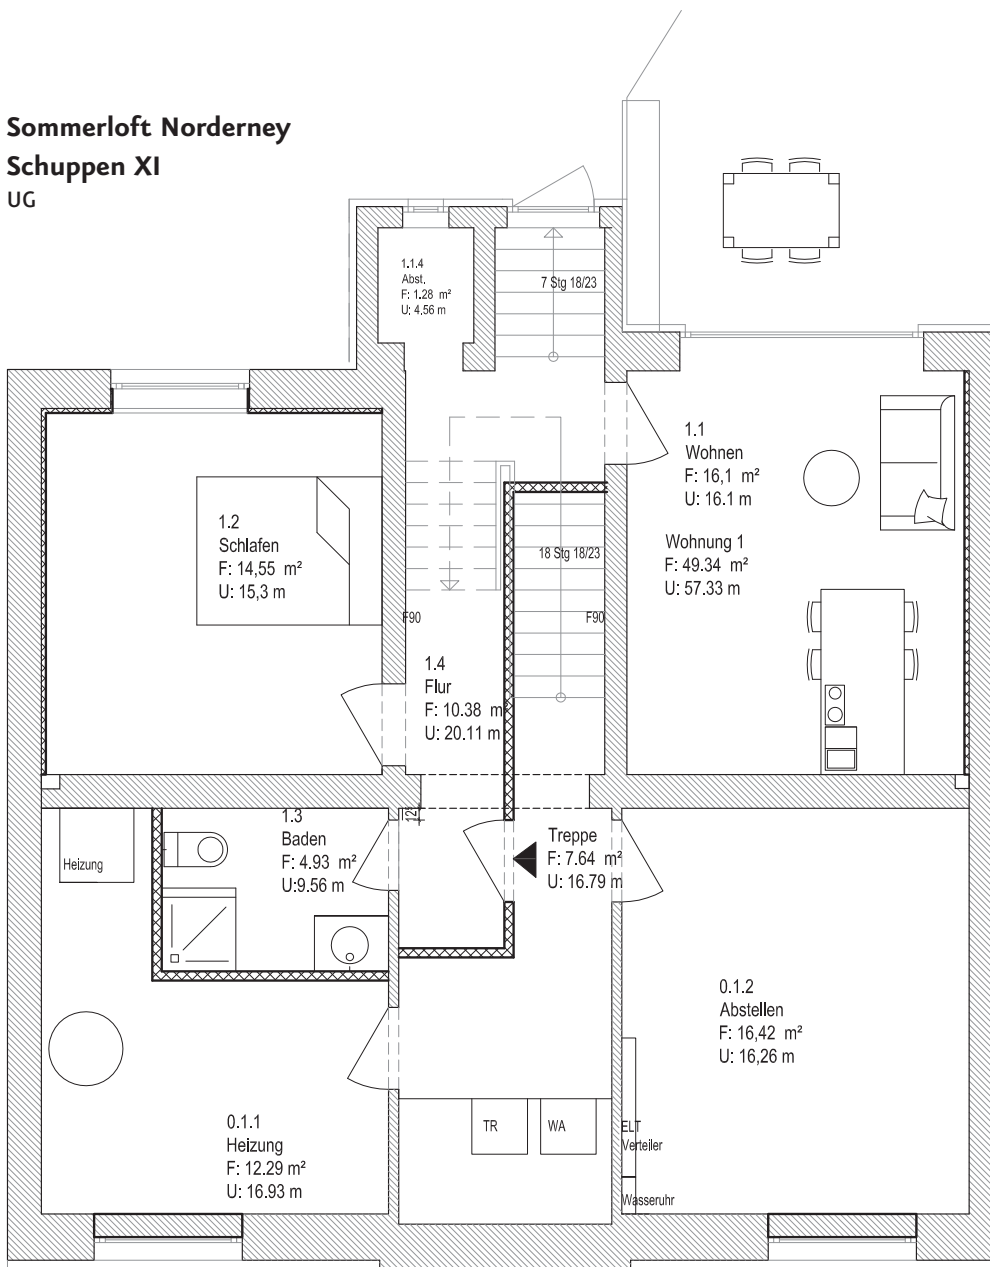 Sommerloft Norderney
Schuppen XI
UG
1.1.4
Abst.
F: 1.28 m²
U: 4.56 m
7 Stg 18/23
1.1
Wohnen
F: 16,1 m²
U: 16.1 m
Wohnung 1
F: 49.34 m²
U: 57.33 m
1.2
Schlafen
F: 14,55 m²
U: 15,3 m
18 Stg 18/23
F90
F90
1.4
Flur
F: 10.38 m
U: 20.11 m
12⁵
1.3
Baden
F: 4.93 m²
U:9.56 m
Heizung
Treppe
F: 7.64 m²
U: 16.79 m
0.1.2
Abstellen
F: 16,42 m²
U: 16,26 m
0.1.1
Heizung
F: 12.29 m²
U: 16.93 m
TR
WA
ELT
Verteiler
Wasseruhr